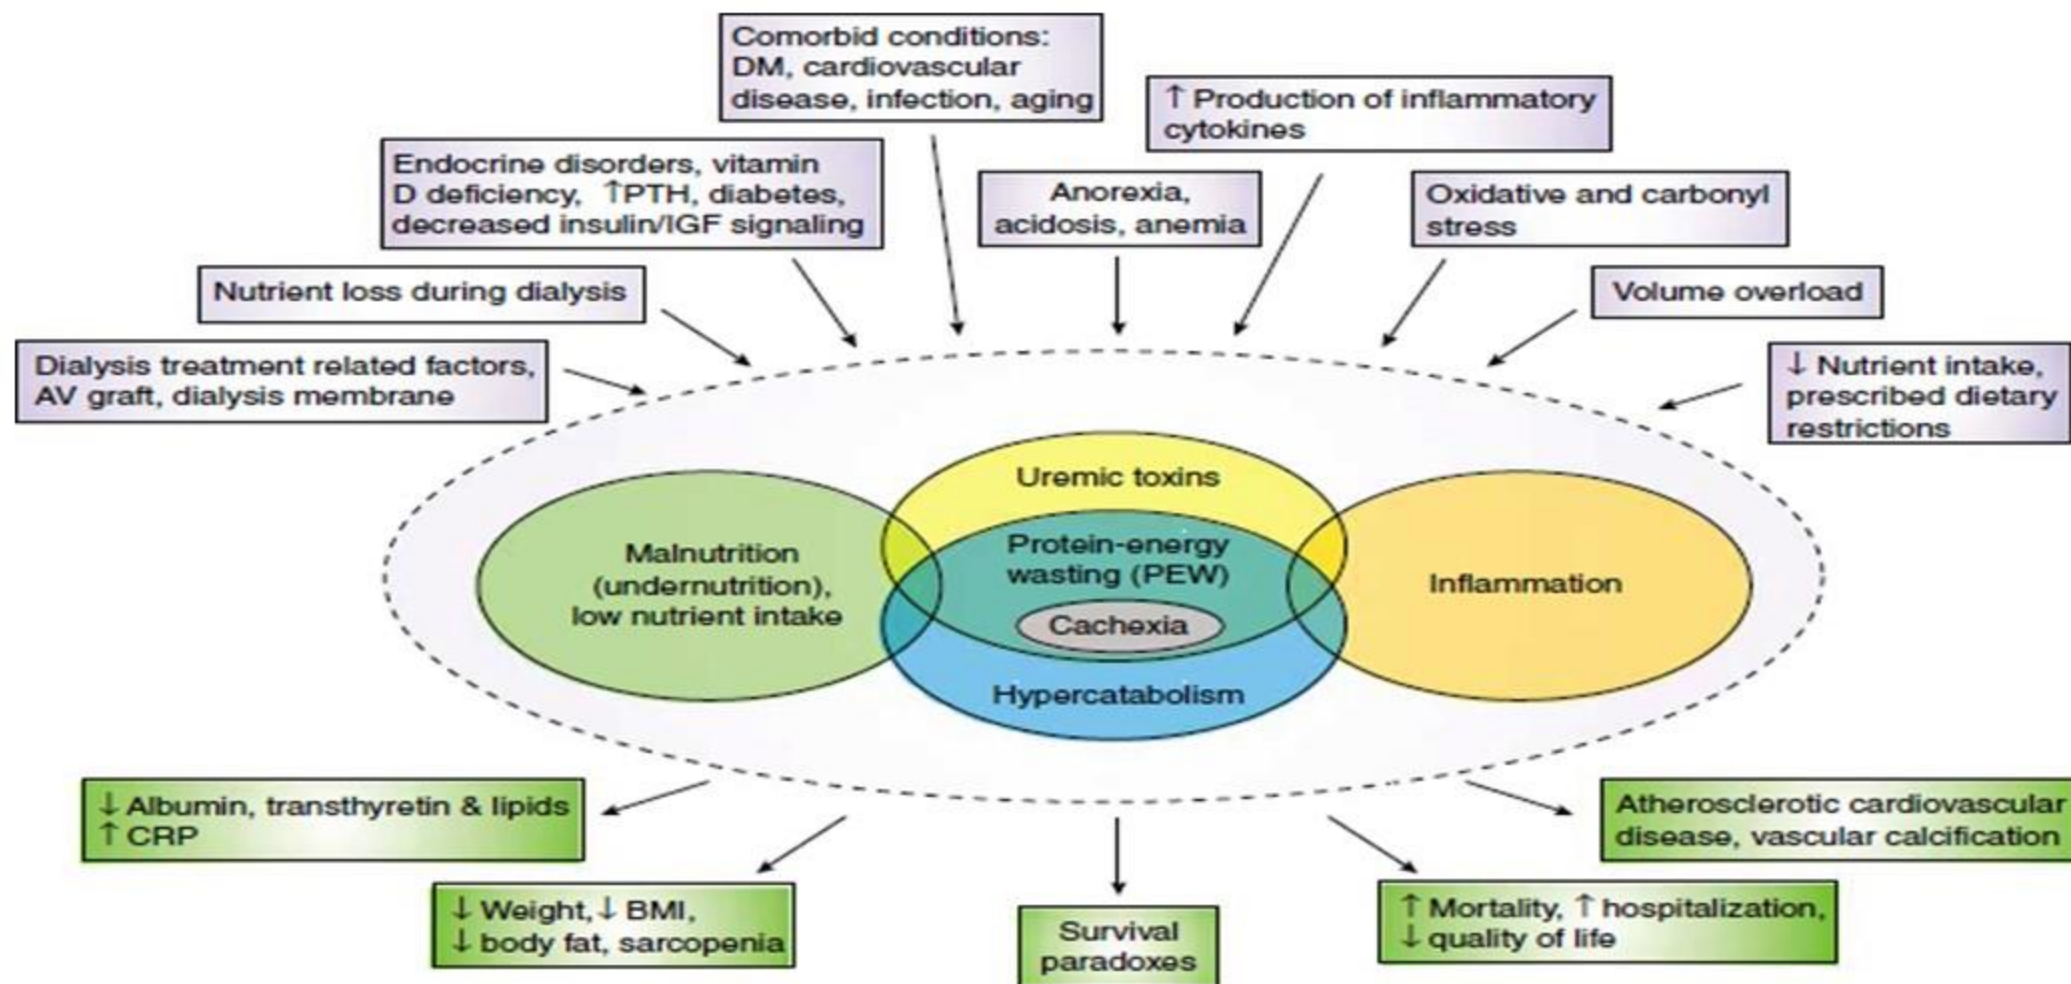 Comorbid conditions:
DM, cardiovascular
disease, infection, aging
↑ Production of inflammatory
cytokines
Endocrine disorders, vitamin
D deficiency, ↑PTH, diabetes,
decreased insulin/IGF signaling
Anorexia,
acidosis, anemia
Oxidative and carbonyl
stress
Nutrient loss during dialysis
Volume overload
Dialysis treatment related factors,
AV graft, dialysis membrane
↓ Nutrient intake,
prescribed dietary
restrictions
Uremic toxins
Malnutrition
(undernutrition),
low nutrient intake
Protein-energy
wasting (PEW)
Cachexia
Inflammation
Hypercatabolism
↓ Albumin, transthyretin & lipids
↑ CRP
↓ Weight, ↓ BMI,
↓ body fat, sarcopenia
Survival
paradoxes
↑ Mortality, ↑ hospitalization,
↓ quality of life
Atherosclerotic cardiovascular
disease, vascular calcification